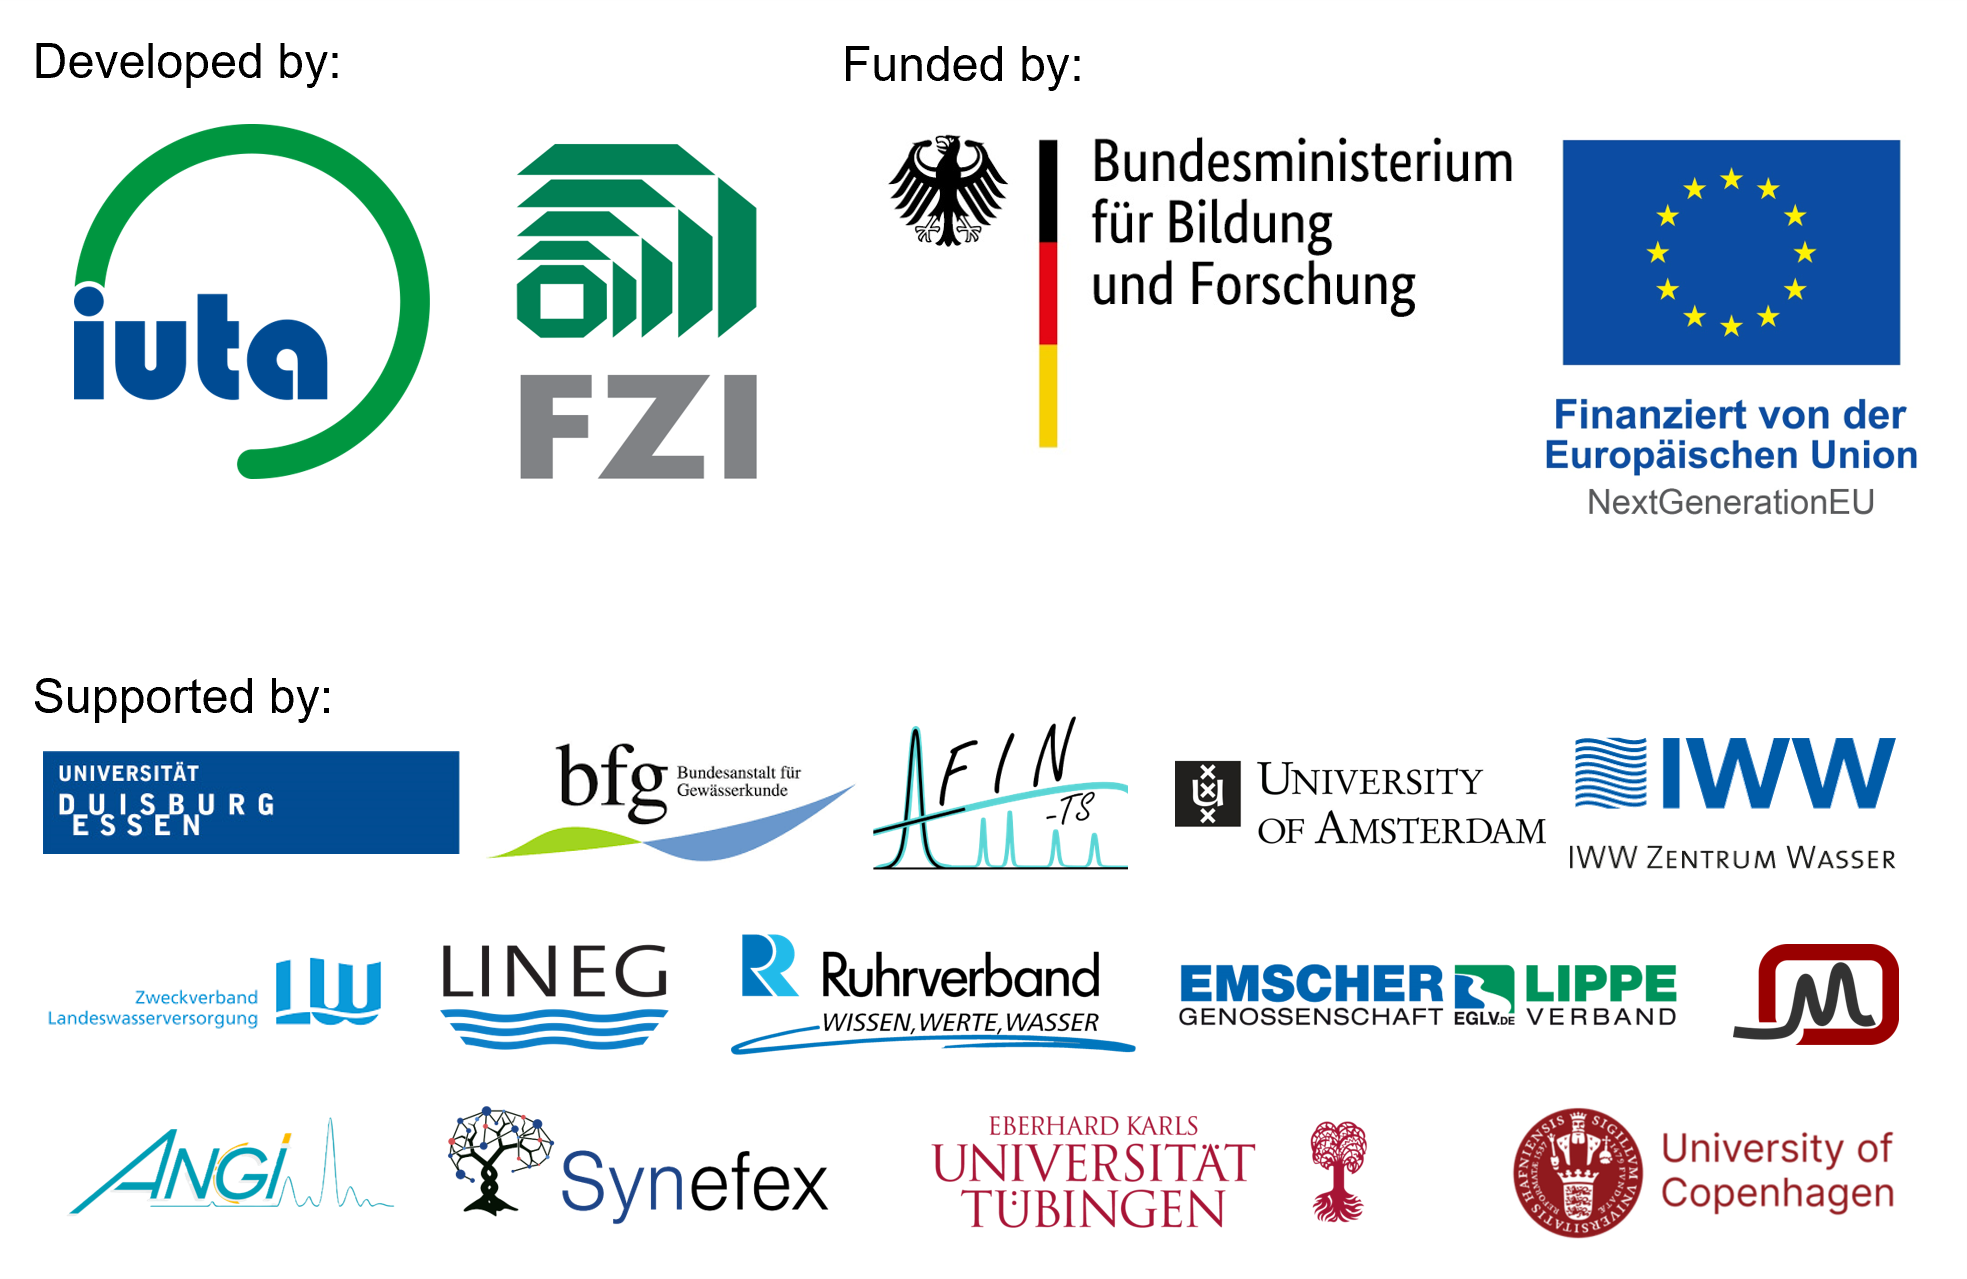 Developed by:
Funded by:
iuta
FZI
Bundesministerium
für Bildung
und Forschung
Finanziert von der
Europäischen Union
NextGenerationEU
Supported by:
UNIVERSITÄT
DUISBURG
ESSEN
bfg
Bundesanstalt für
Gewässerkunde
AFIN
-TS
UNIVERSITY
OF AMSTERDAM
IWW
IWW ZENTRUM WASSER
Zweckverband
Landeswasserversorgung
LW
LINEG
Ruhrverband
WISSEN, WERTE, WASSER
EMSCHER
GENOSSENSCHAFT
EGLV.DE
LIPPE
VERBAND
M
ANGI
Synefex
EBERHARD KARLS
UNIVERSITÄT
TÜBINGEN
University of
Copenhagen